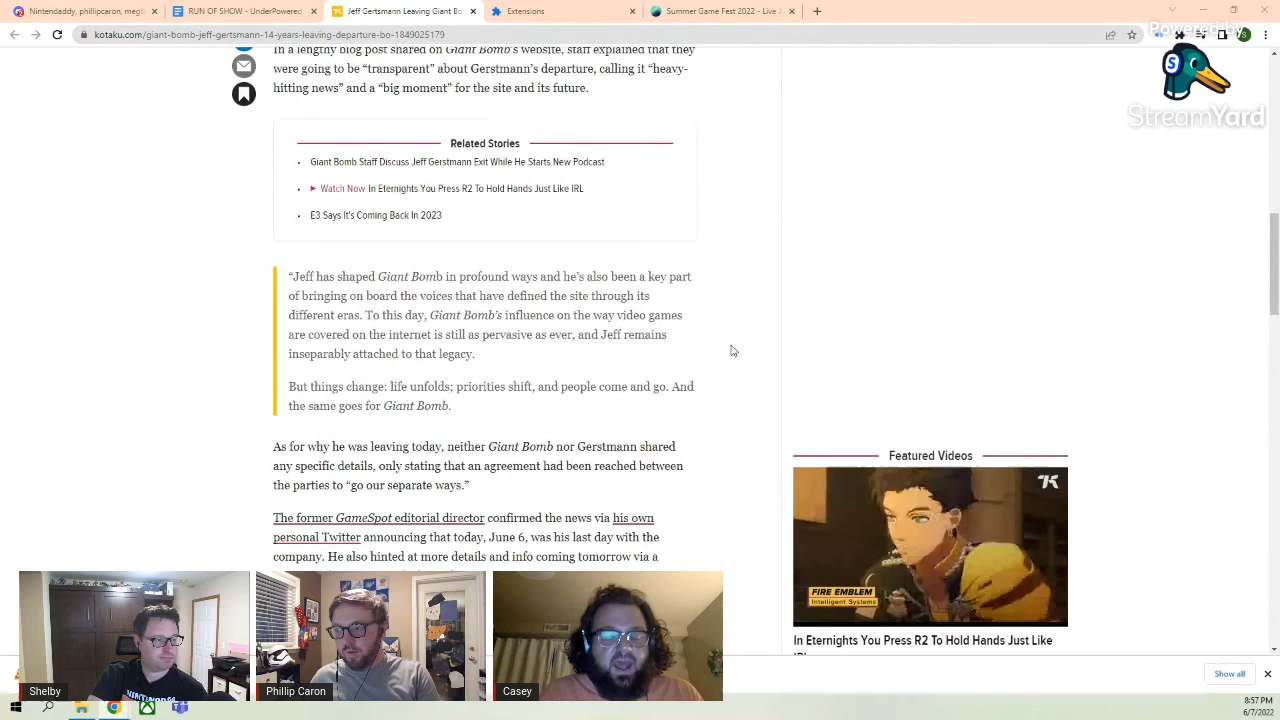 Nintendaddy, phillipcaron, megt
RUN OF SHOW - UnderPowered
Jeff Gertsmann Leaving Giant Bo
Extensions
Summer Game Fest 2022 - Live J
kotaku.com/giant-bomb-jeff-gertsmann-14-years-leaving-departure-bo-1849025179
Powered by
StreamYard
In a lengthy blog post shared on Giant Bomb's website, staff explained that they
were going to be “transparent” about Gerstmann's departure, calling it “heavy-
hitting news” and a “big moment” for the site and its future.
Related Stories
Giant Bomb Staff Discuss Jeff Gerstmann Exit While He Starts New Podcast
Watch Now In Eternights You Press R2 To Hold Hands Just Like IRL
E3 Says It's Coming Back In 2023
“Jeff has shaped Giant Bomb in profound ways and he's also been a key part
of bringing on board the voices that have defined the site through its
different eras. To this day, Giant Bomb's influence on the way video games
are covered on the internet is still as pervasive as ever, and Jeff remains
inseparably attached to that legacy.
But things change: life unfolds; priorities shift, and people come and go. And
the same goes for Giant Bomb.
As for why he was leaving today, neither Giant Bomb nor Gerstmann shared
any specific details, only stating that an agreement had been reached between
the parties to “go our separate ways.”
The former GameSpot editorial director confirmed the news via his own
personal Twitter announcing that today, June 6, was his last day with the
company. He also hinted at more details and info coming tomorrow via a
Featured Videos
FIRE EMBLEM
Intelligent Systems
In Eternights You Press R2 To Hold Hands Just Like
Shelby
Phillip Caron
Casey
Show all
8:57 PM
6/7/2022